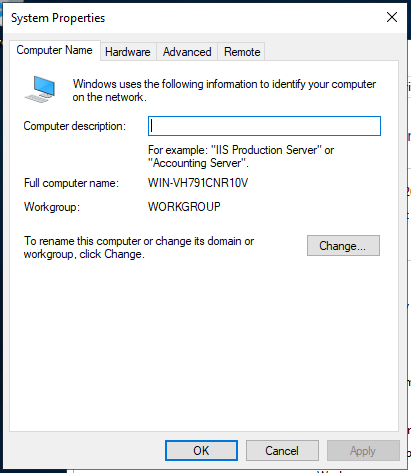 System Properties
Computer Name Hardware Advanced Remote
Windows uses the following information to identify your computer
on the network.
Computer description:
For example: "IIS Production Server" or
"Accounting Server".
Full computer name: WIN-VH791CNR10V
Workgroup: WORKGROUP
To rename this computer or change its domain or
workgroup, click Change.
Change...
OK Cancel Apply